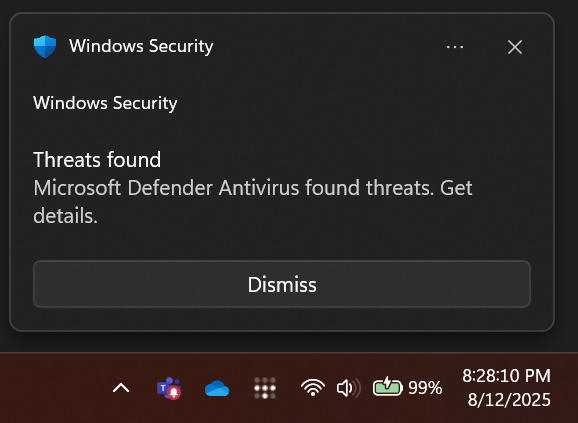 Windows Security
Windows Security
Threats found
Microsoft Defender Antivirus found threats. Get
details.
Dismiss
T
99%
8:28:10 PM
8/12/2025